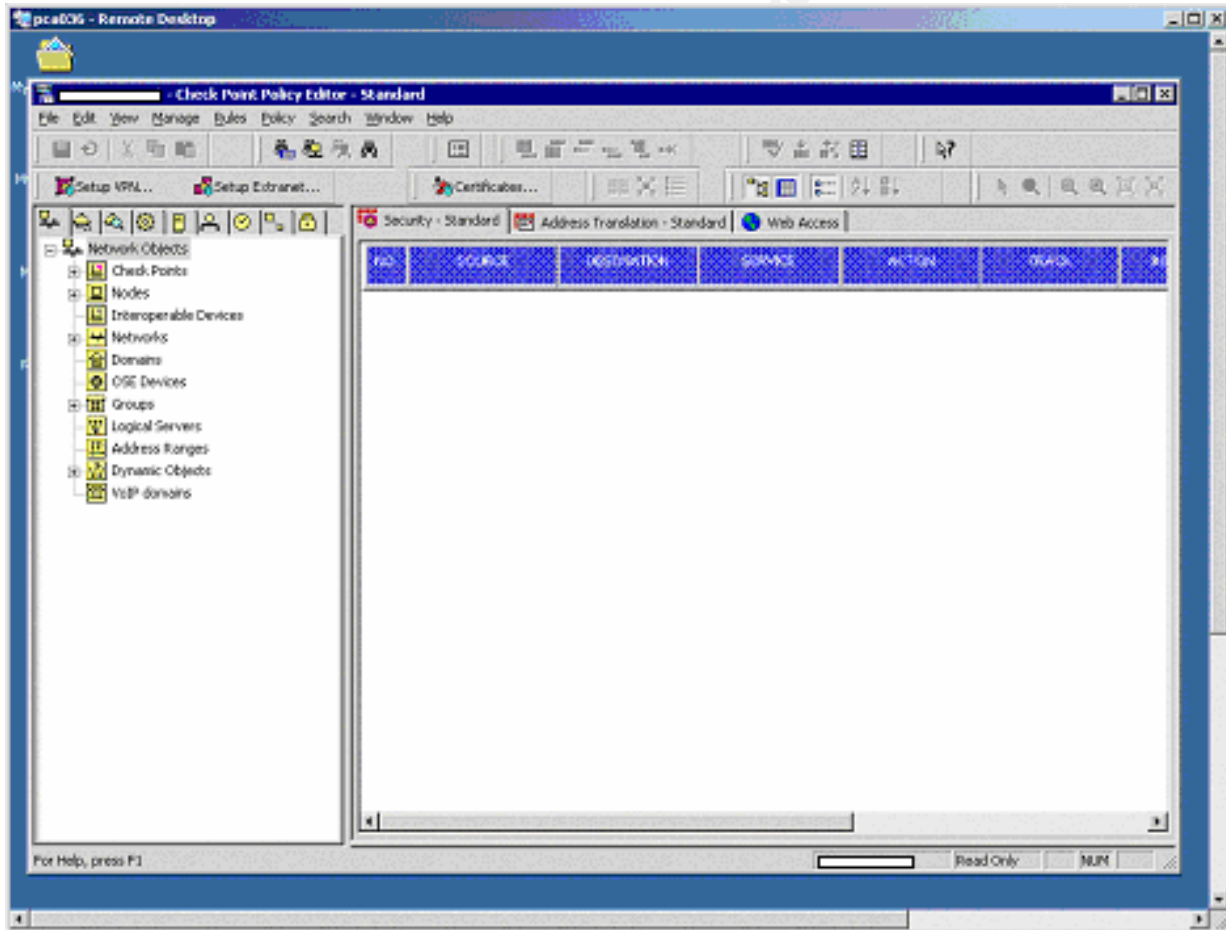 pca036 - Remote Desktop
- Check Point Policy Editor - Standard
File Edit View Manage Rules Policy Search Window Help
Setup VPN... Setup Extranet... Certificates...
Security - Standard Address Translation - Standard Web Access
Network Objects
NO. SOURCE DESTINATION SERVICE ACTION TRACK
Check Points
Nodes
Interoperable Devices
Networks
Domains
OSE Devices
Groups
Logical Servers
Address Ranges
Dynamic Objects
VoIP domains
For Help, press F1
Read Only NUM